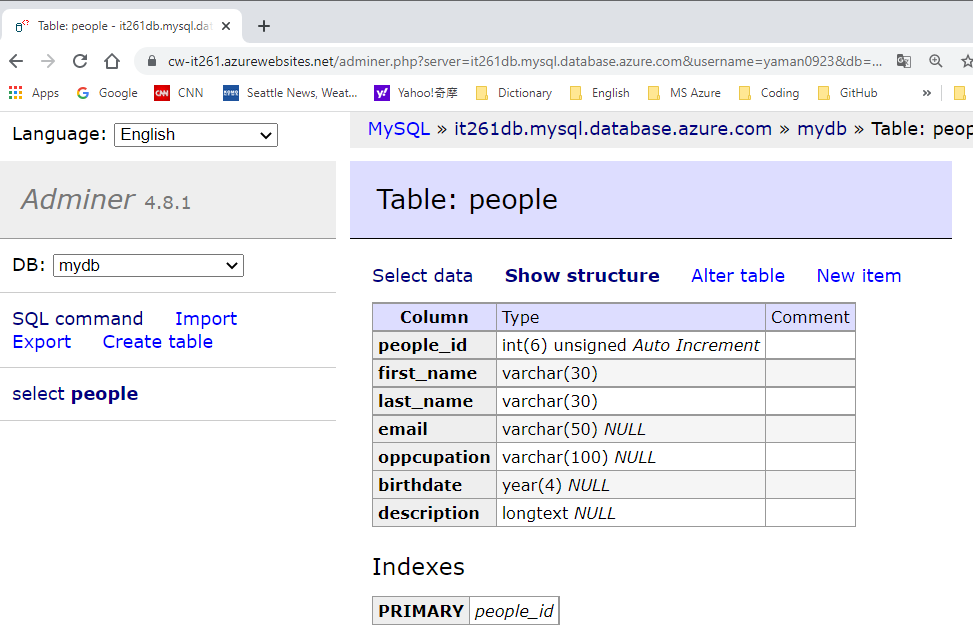 Table: people - it261db.mysql.dat
cw-it261.azurewebsites.net/adminer.php?server=it261db.mysql.database.azure.com&username=yaman0923&db=...
Apps Google CNN Seattle News, Weat... Yahoo!奇摩 Dictionary English MS Azure Coding GitHub »
Language: English
MySQL » it261db.mysql.database.azure.com » mydb » Table: peop
Adminer 4.8.1
Table: people
DB: mydb
Select data Show structure Alter table New item
SQL command Import
Export Create table
select people
Column Type Comment
people_id int(6) unsigned Auto Increment
first_name varchar(30)
last_name varchar(30)
email varchar(50) NULL
oppcupation varchar(100) NULL
birthdate year(4) NULL
description longtext NULL
Indexes
PRIMARY people_id